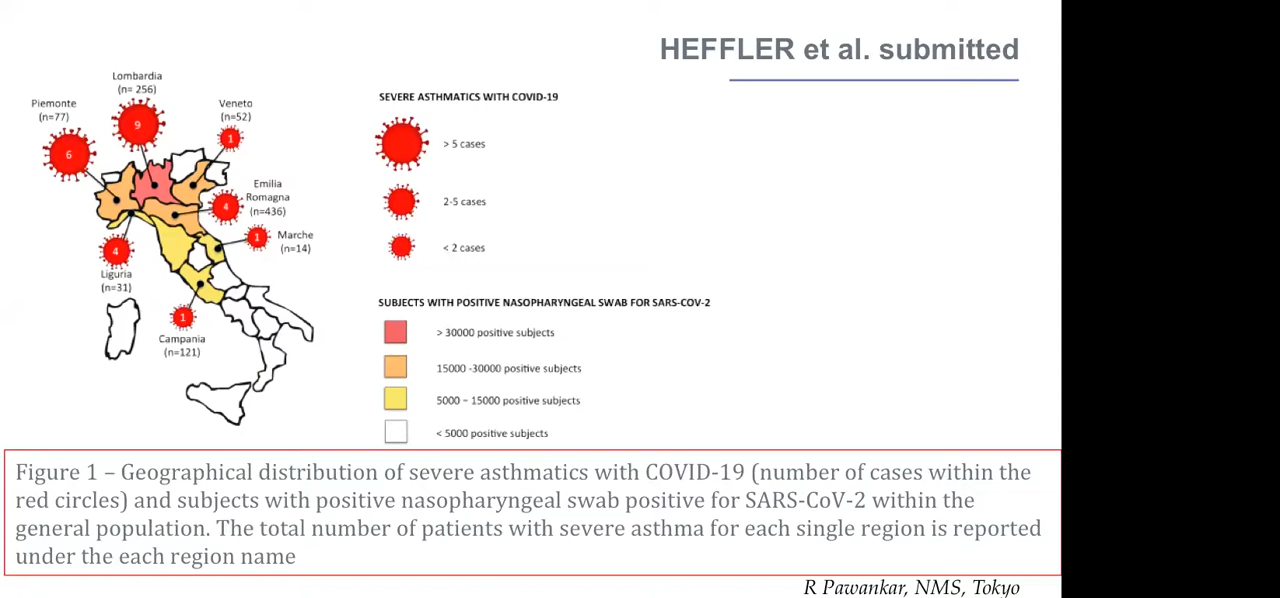 HEFFLER et al. submitted
Lombardia
(n= 256)
9
Piemonte
(n=77)
6
Veneto
(n=52)
1
Emilia
Romagna
(n=436)
4
Marche
(n=14)
1
4
Liguria
(n=31)
1
Campania
(n=121)
SEVERE ASTHMATICS WITH COVID-19
> 5 cases
2-5 cases
< 2 cases
SUBJECTS WITH POSITIVE NASOPHARYNGEAL SWAB FOR SARS-COV-2
> 30000 positive subjects
15000 -30000 positive subjects
5000 – 15000 positive subjects
< 5000 positive subjects
Figure 1 – Geographical distribution of severe asthmatics with COVID-19 (number of cases within the
red circles) and subjects with positive nasopharyngeal swab positive for SARS-CoV-2 within the
general population. The total number of patients with severe asthma for each single region is reported
under the each region name
R Pawankar, NMS, Tokyo